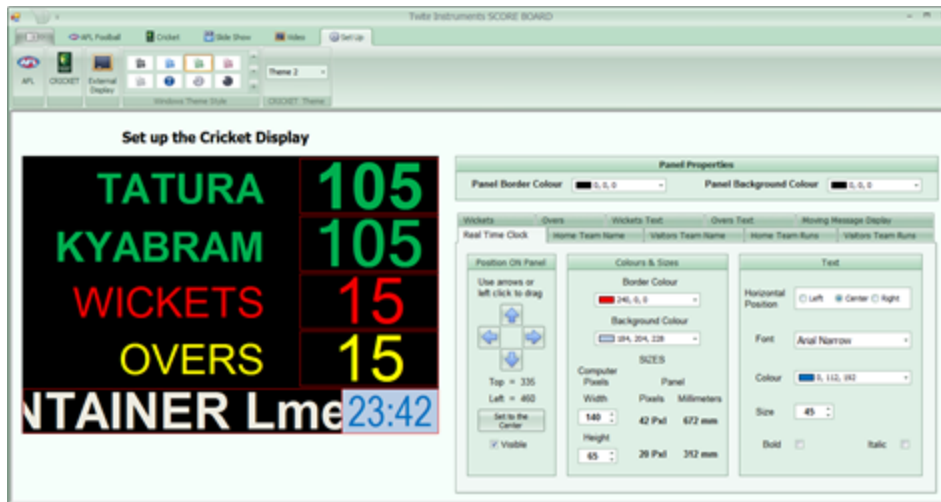 Twite Instruments SCORE BOARD
AFL Football Cricket Slide Show Video Set Up
AFL CRICKET External Display
Theme 2
Windows Theme Style CRICKET Theme
Set up the Cricket Display
TATURA 105
KYABRAM 105
WICKETS 15
OVERS 15
NTAINER Lme 23:42
Panel Properties
Panel Border Colour 0, 0, 0 Panel Background Colour 0, 0, 0
Wickets Overs Wickets Text Overs Text Moving Message Display
Real Time Clock Home Team Name Visitors Team Name Home Team Runs Visitors Team Runs
Position ON Panel
Use arrows or
left click to drag
Top = 335
Left = 460
Set to the
Center
Visible
Colours & Sizes
Border Colour
240, 0, 0
Background Colour
184, 204, 228
SIZES
Computer
Pixels Panel
Width Pixels Millimeters
140 42 Pxl 672 mm
Height
65 20 Pxl 312 mm
Text
Horizontal
Position Left Center Right
Font Arial Narrow
Colour 0, 112, 192
Size 45
Bold Italic